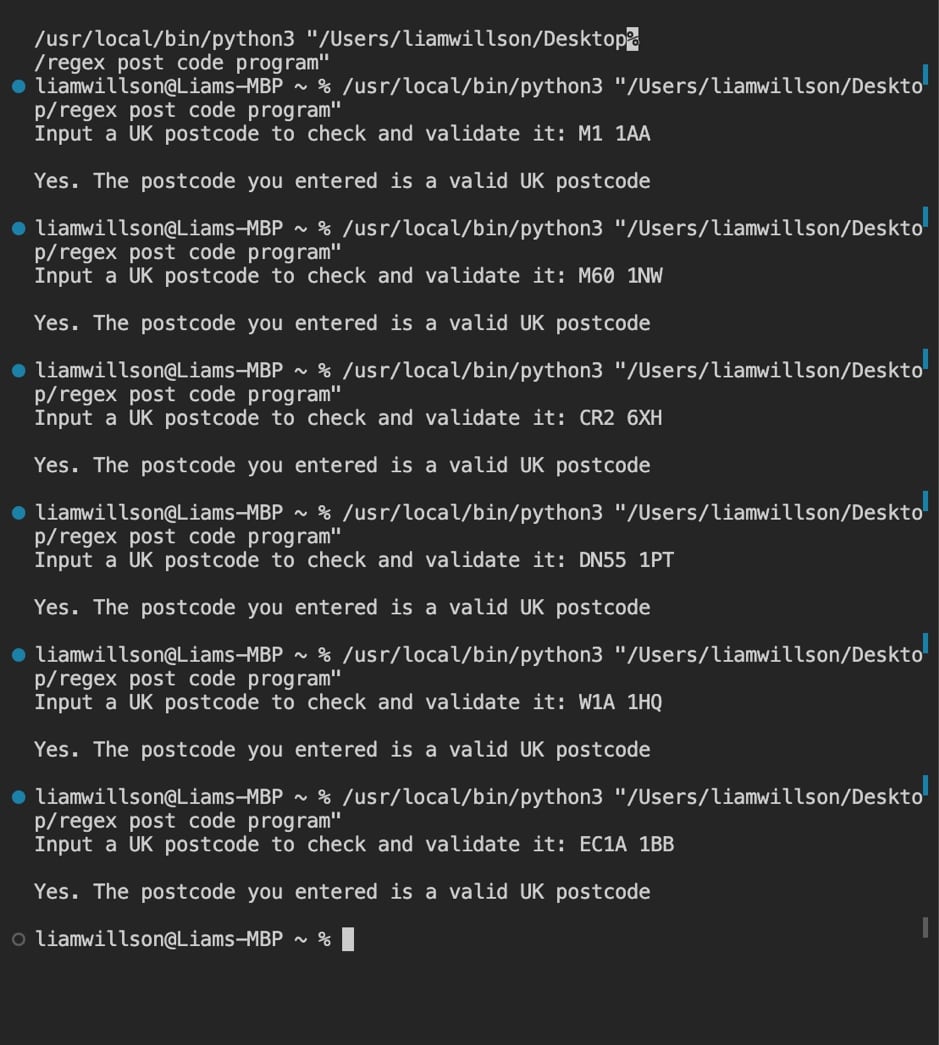 /usr/local/bin/python3 "/Users/liamwillson/Desktop%
/regex post code program"
liamwillson@Liams-MBP ~ % /usr/local/bin/python3 "/Users/liamwillson/Deskto
p/regex post code program"
Input a UK postcode to check and validate it: M1 1AA
Yes. The postcode you entered is a valid UK postcode
liamwillson@Liams-MBP ~ % /usr/local/bin/python3 "/Users/liamwillson/Deskto
p/regex post code program"
Input a UK postcode to check and validate it: M60 1NW
Yes. The postcode you entered is a valid UK postcode
liamwillson@Liams-MBP ~ % /usr/local/bin/python3 "/Users/liamwillson/Deskto
p/regex post code program"
Input a UK postcode to check and validate it: CR2 6XH
Yes. The postcode you entered is a valid UK postcode
liamwillson@Liams-MBP ~ % /usr/local/bin/python3 "/Users/liamwillson/Deskto
p/regex post code program"
Input a UK postcode to check and validate it: DN55 1PT
Yes. The postcode you entered is a valid UK postcode
liamwillson@Liams-MBP ~ % /usr/local/bin/python3 "/Users/liamwillson/Deskto
p/regex post code program"
Input a UK postcode to check and validate it: W1A 1HQ
Yes. The postcode you entered is a valid UK postcode
liamwillson@Liams-MBP ~ % /usr/local/bin/python3 "/Users/liamwillson/Deskto
p/regex post code program"
Input a UK postcode to check and validate it: EC1A 1BB
Yes. The postcode you entered is a valid UK postcode
liamwillson@Liams-MBP ~ %